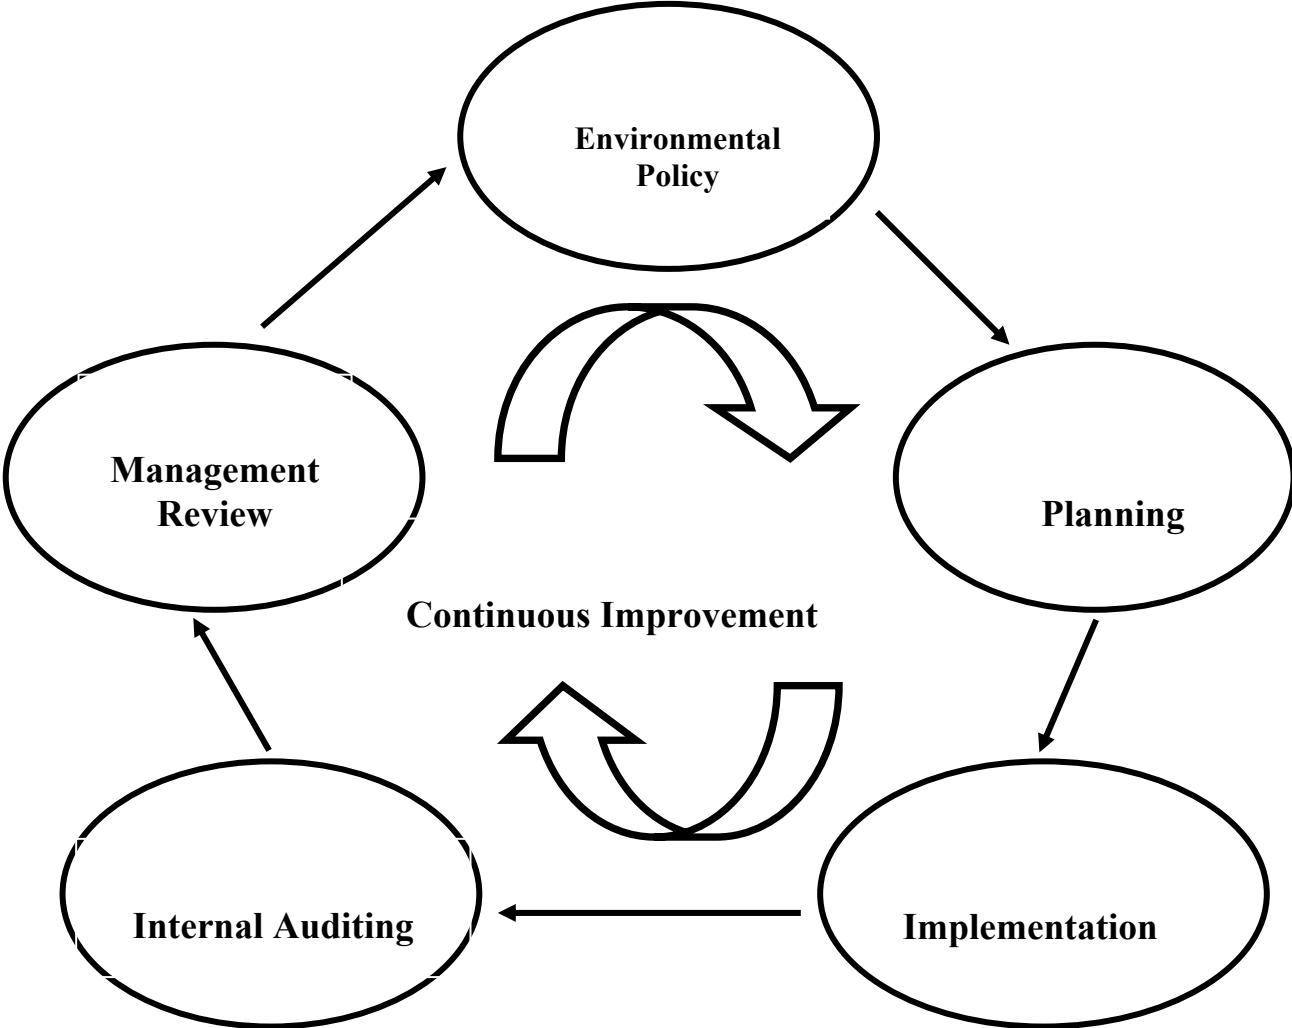 Environmental
Policy
Management
Review
Planning
Continuous Improvement
Internal Auditing
Implementation